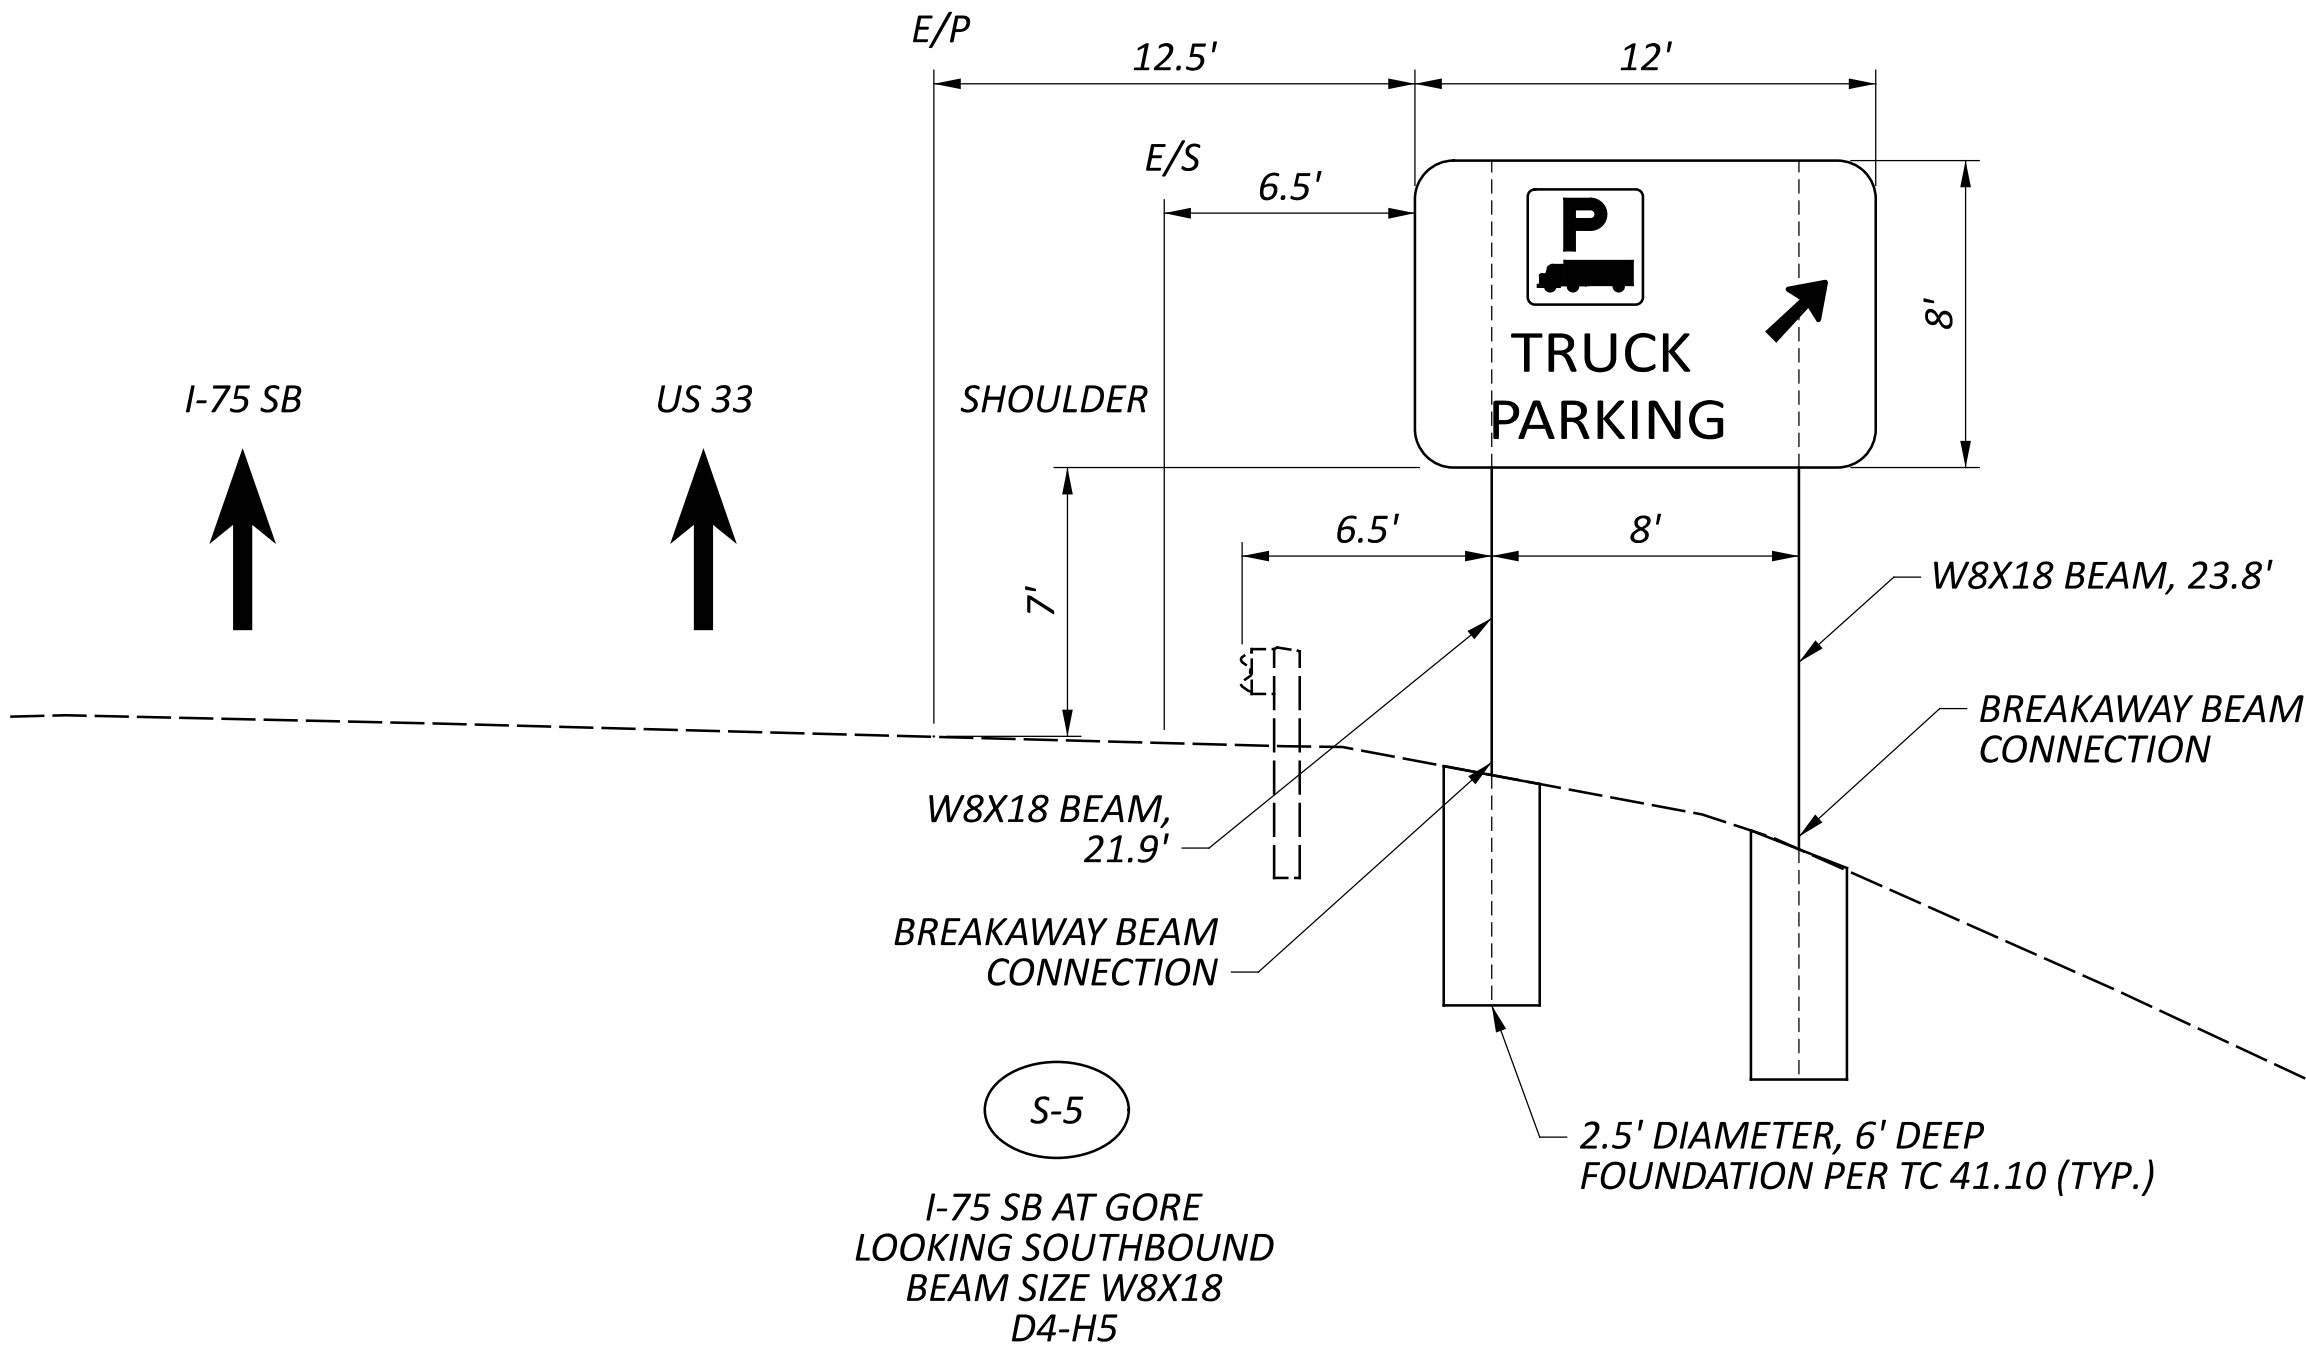 E/P
12.5'
12'
E/S
6.5'
P
TRUCK
PARKING
8'
I-75 SB
US 33
SHOULDER
7'
6.5'
8'
W8X18 BEAM, 23.8'
BREAKAWAY BEAM
CONNECTION
W8X18 BEAM,
21.9'
BREAKAWAY BEAM
CONNECTION
S-5
2.5' DIAMETER, 6' DEEP
FOUNDATION PER TC 41.10 (TYP.)
I-75 SB AT GORE
LOOKING SOUTHBOUND
BEAM SIZE W8X18
D4-H5